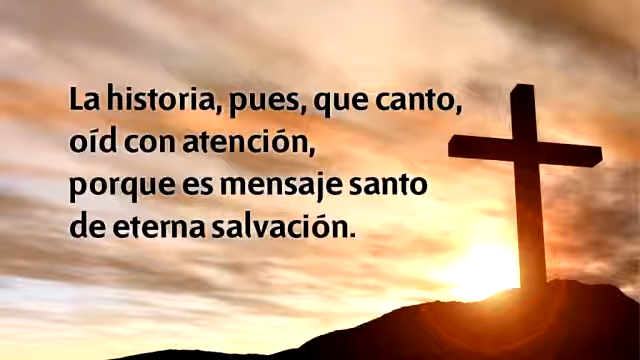 La historia, pues, que canto,
oíd con atención,
porque es mensaje santo
de eterna salvación.